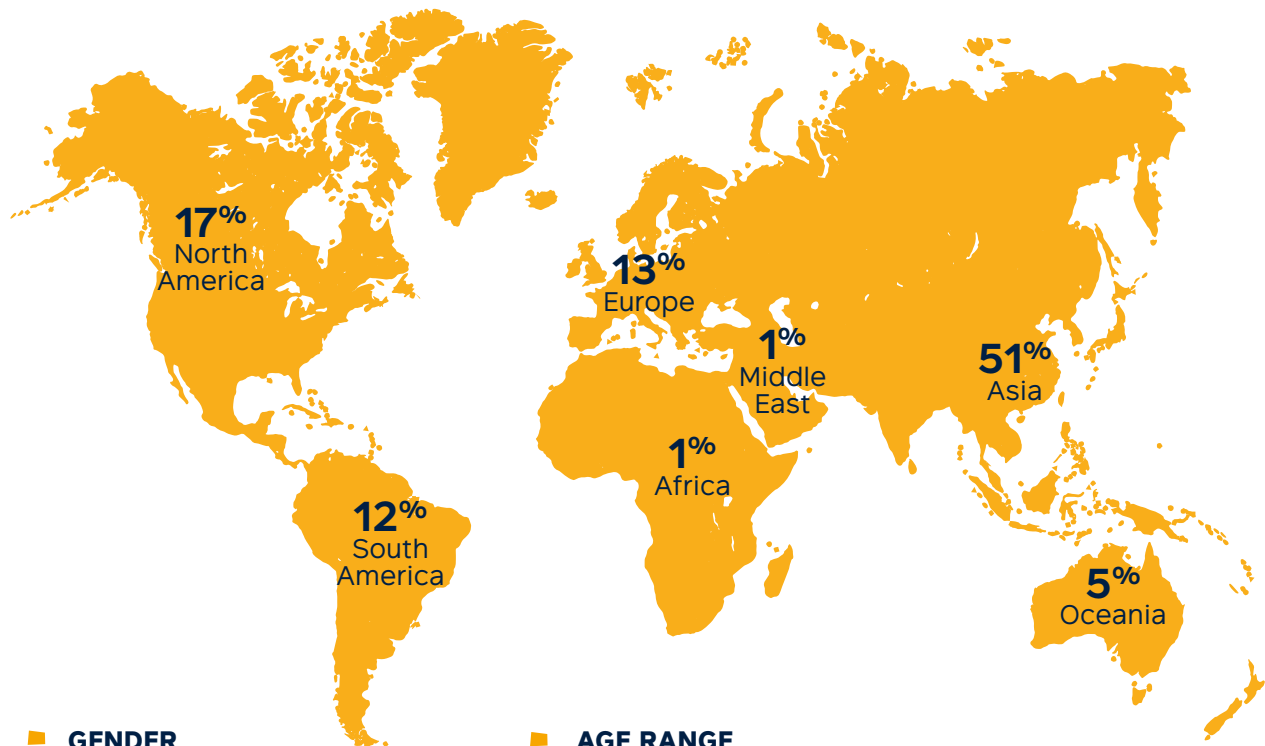 17%
North
America
13%
Europe
1%
Middle
East
51%
Asia
1%
Africa
12%
South
America
5%
Oceania
GENDER
AGE RANGE